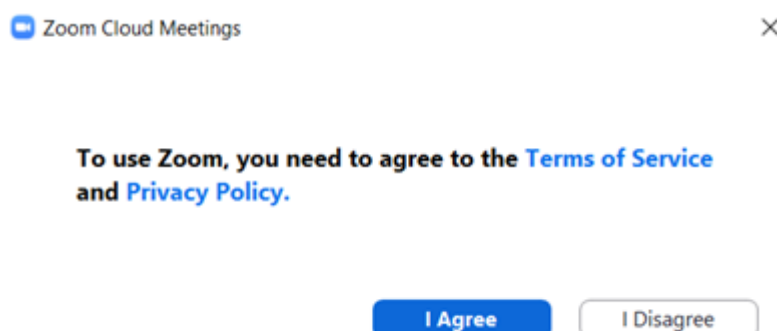 Zoom Cloud Meetings
To use Zoom, you need to agree to the Terms of Service
and Privacy Policy.
I Agree
I Disagree